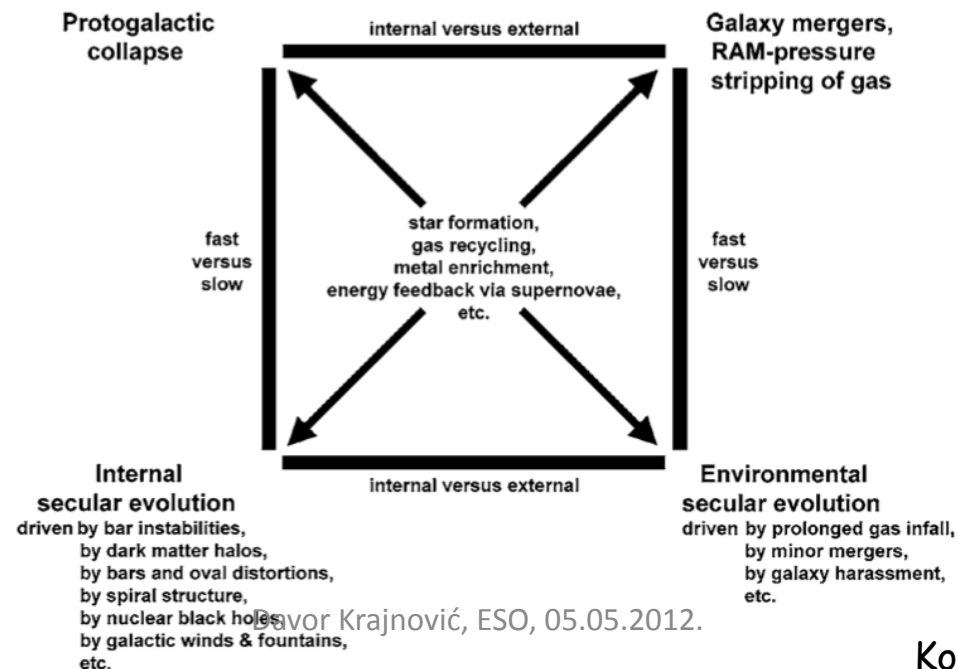 Protogalactic
collapse
internal versus external
Galaxy mergers,
RAM-pressure
stripping of gas
fast
versus
slow
star formation,
gas recycling,
metal enrichment,
energy feedback via supernovae,
etc.
fast
versus
slow
Internal
secular evolution
driven by bar instabilities,
by dark matter halos,
by bars and oval distortions,
by spiral structure,
by nuclear black holes,
by galactic winds & fountains,
etc.
internal versus external
Environmental
secular evolution
driven by prolonged gas infall,
by minor mergers,
by galaxy harassment,
etc.
Davor Krajnović, ESO, 05.05.2012.
Ko